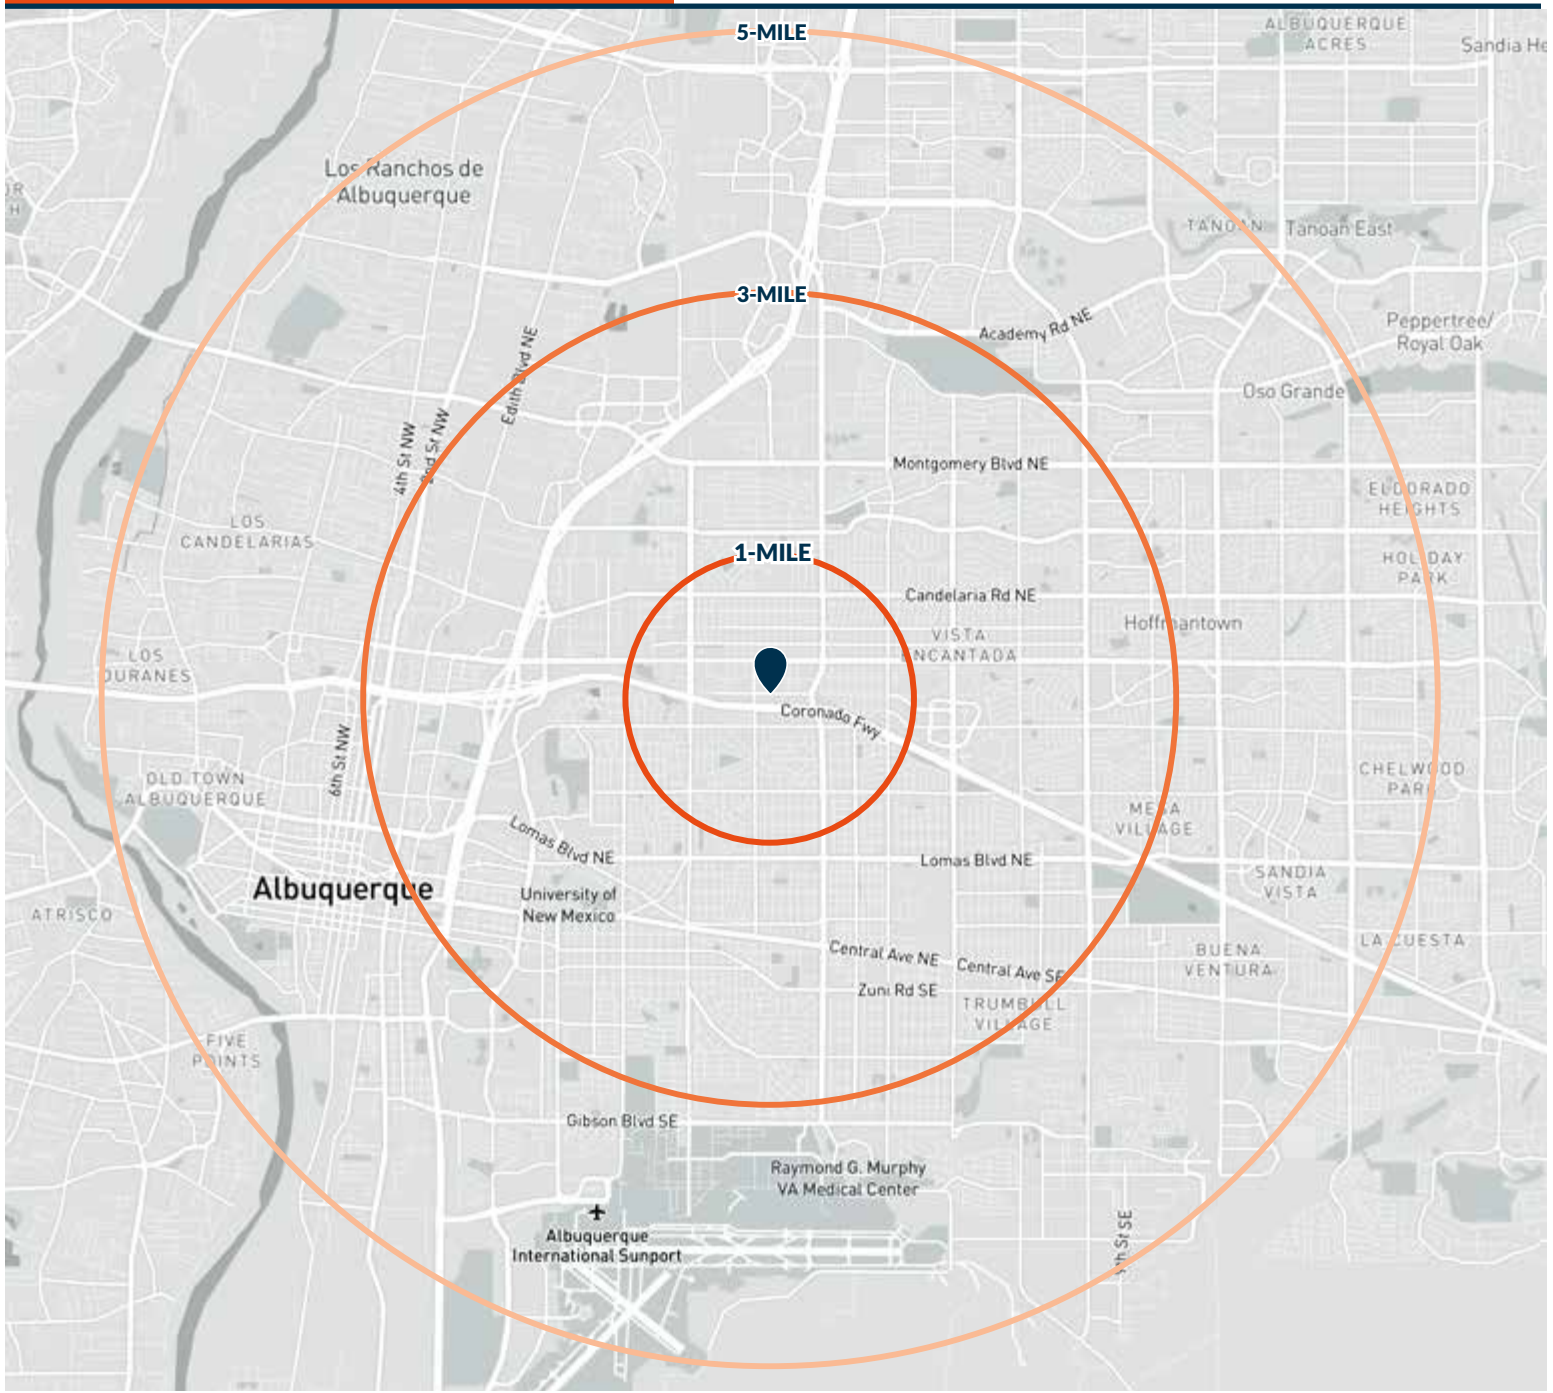 5-MILE
ALBUQUERQUE
ACRES
Sandia He
Los Ranchos de
Albuquerque
TANOAN
Tanoan East
3-MILE
Academy Rd NE
Peppertree/
Royal Oak
Edith Blvd NE
Oso Grande
4th St NW
2nd St NW
Montgomery Blvd NE
ELDORADO
HEIGHTS
LOS
CANDELARIAS
1-MILE
HOLIDAY
PARK
Candelaria Rd NE
Hoffmantown
VISTA
ENCANTADA
LOS
DURANES
Coronado Fwy
6th St NW
OLD TOWN
ALBUQUERQUE
CHELWOOD
PARK
MESA
VILLAGE
Lomas Blvd NE
Lomas Blvd NE
Albuquerque
University of
New Mexico
SANDIA
VISTA
ATRISCO
Central Ave NE
Central Ave SE
BUENA
VENTURA
LA CUESTA
Zuni Rd SE
TRUMBULL
VILLAGE
FIVE
POINTS
Gibson Blvd SE
Raymond G. Murphy
VA Medical Center
Albuquerque
International Sunport
St SE